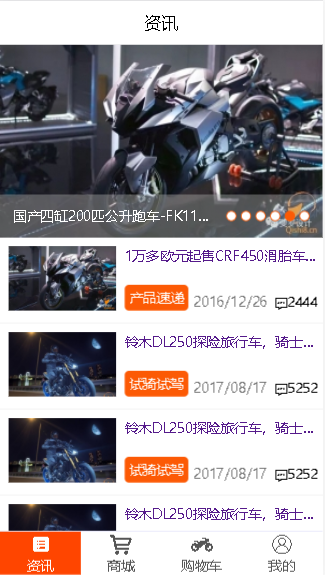 资讯
国产四缸200匹公升跑车-FK11...
1万多欧元起售CRF450滑胎车...
产品速递 2016/12/26 2444
铃木DL250探险旅行车，骑士...
试骑试驾 2017/08/17 5252
铃木DL250探险旅行车，骑士...
试骑试驾 2017/08/17 5252
铃木DL250探险旅行车，骑士...
资讯 商城 购物车 我的